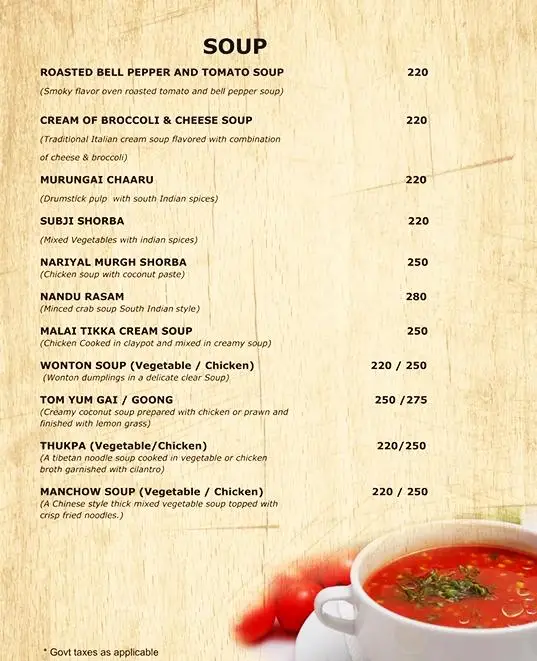 SOUP
ROASTED BELL PEPPER AND TOMATO SOUP 220
(Smoky flavor oven roasted tomato and bell pepper soup)
CREAM OF BROCCOLI & CHEESE SOUP 220
(Traditional Italian cream soup flavored with combination
of cheese & broccoli)
MURUNGAI CHAARU 220
(Drumstick pulp with south Indian spices)
SUBJI SHORBA 220
(Mixed Vegetables with indian spices)
NARIYAL MURGH SHORBA 250
(Chicken soup with coconut paste)
NANDU RASAM 280
(Minced crab soup South Indian style)
MALAI TIKKA CREAM SOUP 250
(Chicken Cooked in claypot and mixed in creamy soup)
WONTON SOUP (Vegetable / Chicken) 220 / 250
(Wonton dumplings in a delicate clear Soup)
TOM YUM GAI / GOONG 250 /275
(Creamy coconut soup prepared with chicken or prawn and
finished with lemon grass)
THUKPA (Vegetable/Chicken) 220/250
(A tibetan noodle soup cooked in vegetable or chicken
broth garnished with cilantro)
MANCHOW SOUP (Vegetable / Chicken) 220 / 250
(A Chinese style thick mixed vegetable soup topped with
crisp fried noodles.)
* Govt taxes as applicable